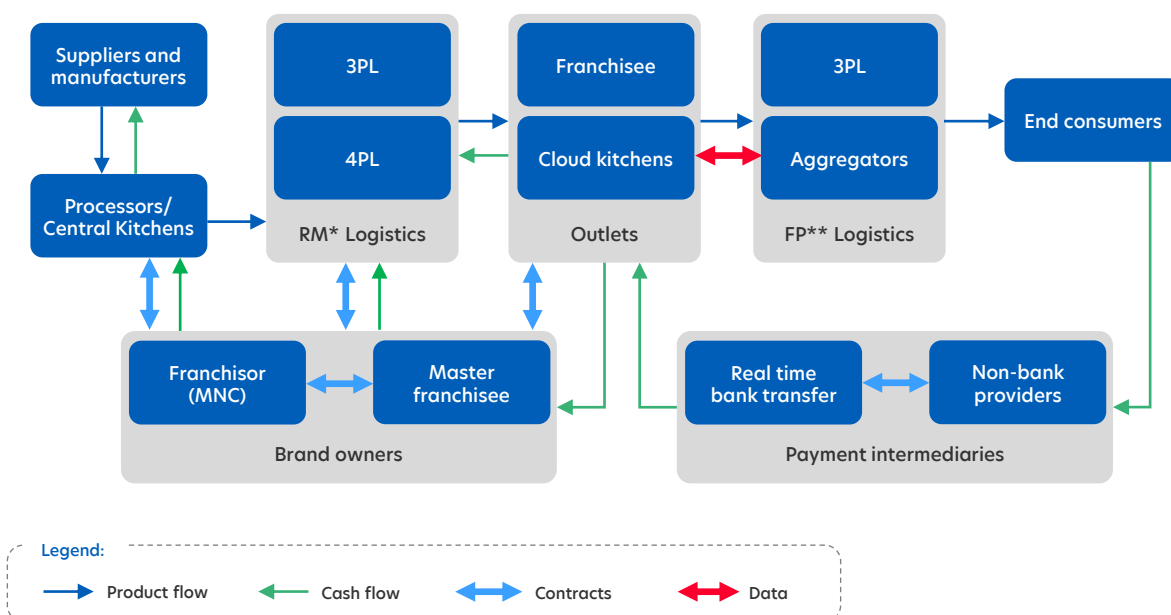 Suppliers and
manufacturers
Processors/
Central Kitchens
3PL
4PL
RM* Logistics
Franchisee
Cloud kitchens
Outlets
3PL
Aggregators
FP** Logistics
End consumers
Franchisor
(MNC)
Master
franchisee
Brand owners
Real time
bank transfer
Non-bank
providers
Payment intermediaries
Legend:
Product flow
Cash flow
Contracts
Data